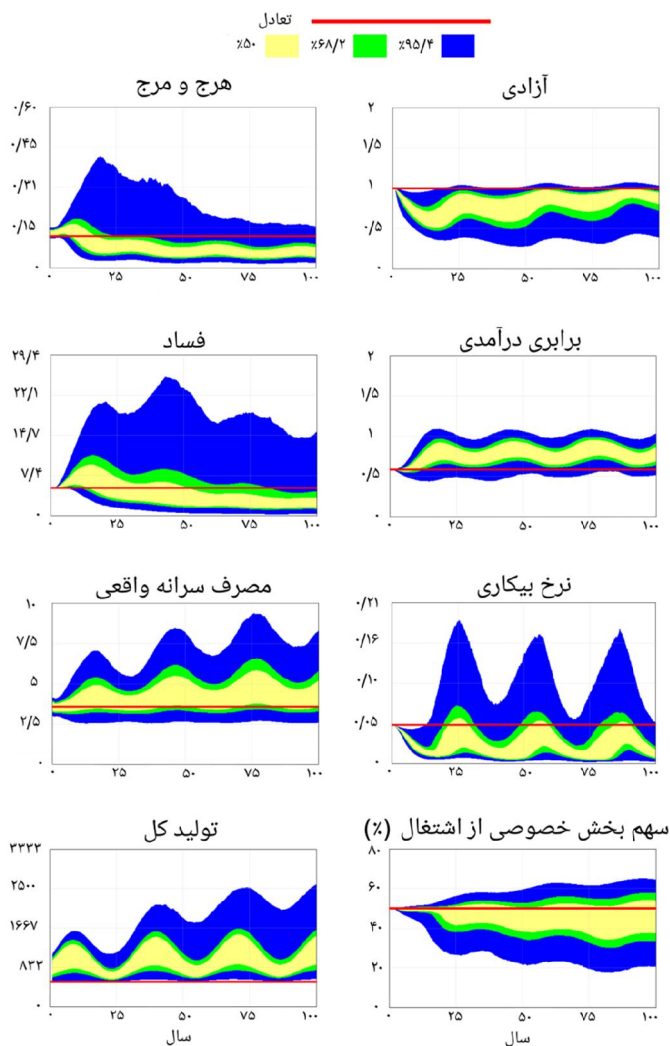 تعادل
٪۵۰ ٪۶۸/۲ ٪۹۵/۴
هرج و مرج
۰/۶۰
۰/۴۵
۰/۳۱
۰/۱۵
۰
۰ ۲۵ ۵۰ ۷۵ ۱۰۰
آزادی
۲
۱/۵
۱
۰/۵
۰
۰ ۲۵ ۵۰ ۷۵ ۱۰۰
فساد
۲۹/۴
۲۲/۱
۱۴/۷
۷/۴
۰
۰ ۲۵ ۵۰ ۷۵ ۱۰۰
برابری درآمدی
۲
۱/۵
۱
۰/۵
۰
۰ ۲۵ ۵۰ ۷۵ ۱۰۰
مصرف سرانه واقعی
۱۰
۷/۵
۵
۲/۵
۰
۰ ۲۵ ۵۰ ۷۵ ۱۰۰
نرخ بیکاری
۰/۲۱
۰/۱۶
۰/۱۰
۰/۰۵
۰
۰ ۲۵ ۵۰ ۷۵ ۱۰۰
تولید کل
۳۳۳۳
۲۵۰۰
۱۶۶۷
۸۳۳
۰
۰ ۲۵ ۵۰ ۷۵ ۱۰۰
سال
سهم بخش خصوصی از اشتغال (٪)
۸۰
۶۰
۴۰
۲۰
۰
۰ ۲۵ ۵۰ ۷۵ ۱۰۰
سال